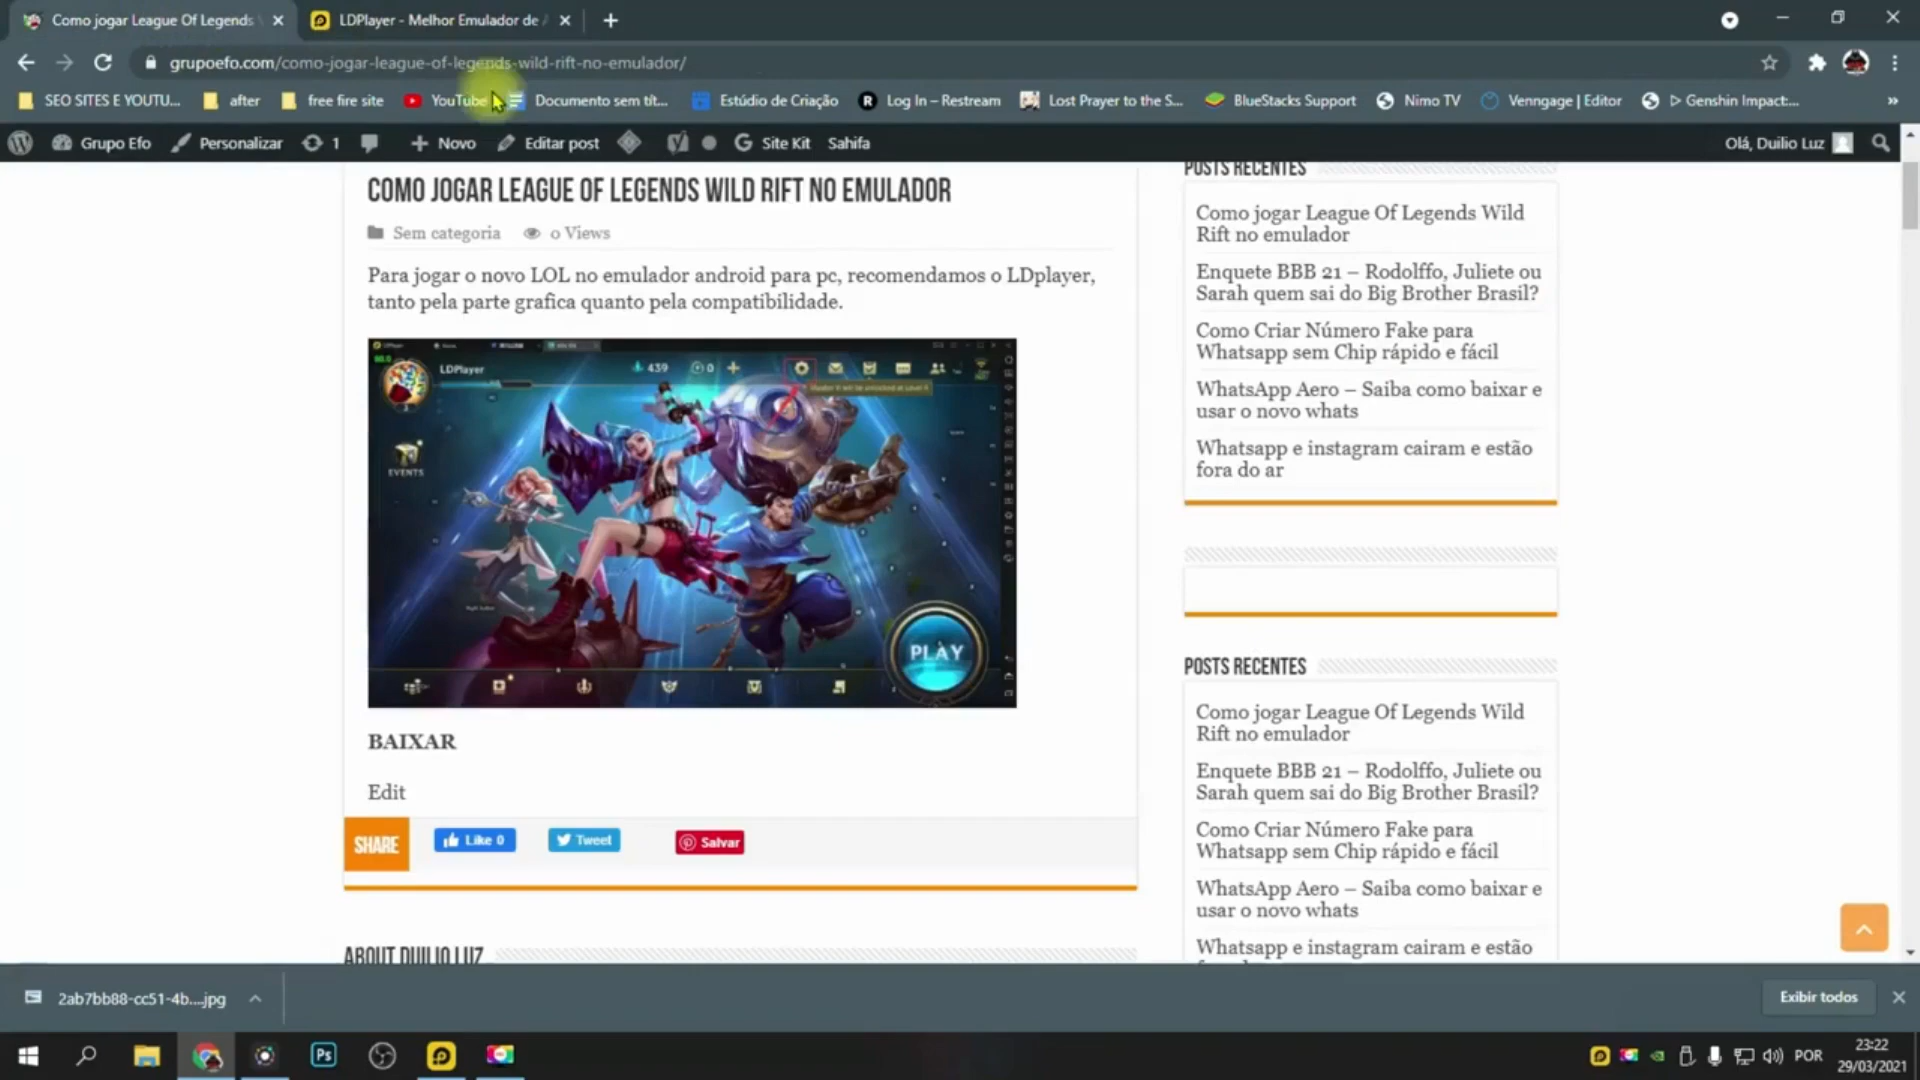 Como jogar League Of Legends
LDPlayer - Melhor Emulador de
grupoefo.com/como-jogar-league-of-legends-wild-rift-no-emulador/
SEO SITES E YOUTU...
after
free fire site
YouTube
Documento sem tít...
Estúdio de Criação
Log In – Restream
Lost Prayer to the S...
BlueStacks Support
Nimo TV
Venngage | Editor
▷ Genshin Impact:...
Grupo Efo
Personalizar
1
Novo
Editar post
Site Kit
Sahifa
Olá, Duilio Luz
COMO JOGAR LEAGUE OF LEGENDS WILD RIFT NO EMULADOR
Sem categoria
0 Views
Para jogar o novo LOL no emulador android para pc, recomendamos o LDplayer,
tanto pela parte grafica quanto pela compatibilidade.
LDPlayer
439
0
EVENTS
PLAY
BAIXAR
Edit
SHARE
Like 0
Tweet
Salvar
ABOUT DUILIO LUZ
POSTS RECENTES
Como jogar League Of Legends Wild
Rift no emulador
Enquete BBB 21 – Rodolffo, Juliete ou
Sarah quem sai do Big Brother Brasil?
Como Criar Número Fake para
Whatsapp sem Chip rápido e fácil
WhatsApp Aero – Saiba como baixar e
usar o novo whats
Whatsapp e instagram cairam e estão
fora do ar
POSTS RECENTES
Como jogar League Of Legends Wild
Rift no emulador
Enquete BBB 21 – Rodolffo, Juliete ou
Sarah quem sai do Big Brother Brasil?
Como Criar Número Fake para
Whatsapp sem Chip rápido e fácil
WhatsApp Aero – Saiba como baixar e
usar o novo whats
Whatsapp e instagram cairam e estão
2ab7bb88-cc51-4b....jpg
Exibir todos
Ps
POR
23:22
29/03/2021